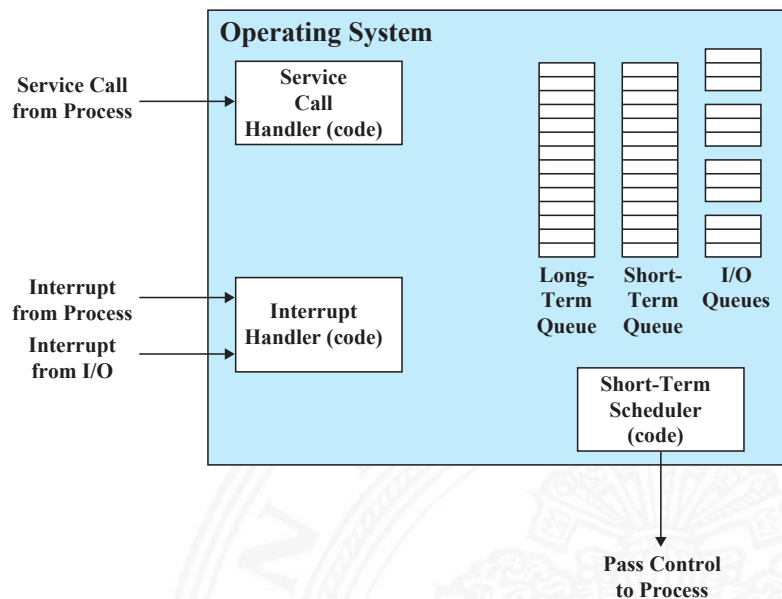 Operating System
Service Call
from Process
Service
Call
Handler (code)
Interrupt
from Process
Interrupt
from I/O
Interrupt
Handler (code)
Long-
Term
Queue
Short-
Term
Queue
I/O
Queues
Short-Term
Scheduler
(code)
Pass Control
to Process
N